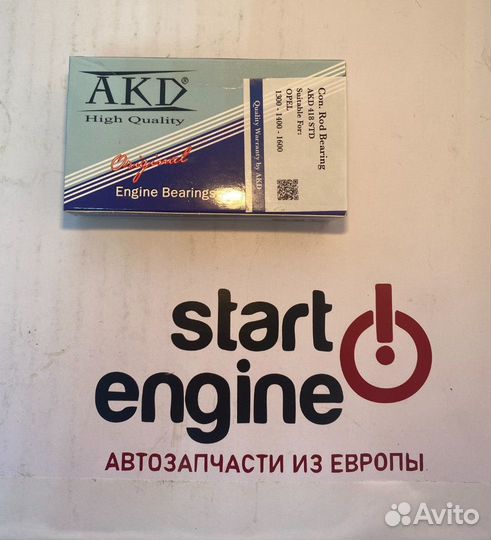 AKD®
High Quality
Original
Engine Bearings
Quality Warranty by AKD
Con. Rod Bearing
AKD 418 STD
Suitable For:
OPEL
1300 - 1400 - 1600
start
engine
АВТОЗАПЧАСТИ ИЗ ЕВРОПЫ
Avito